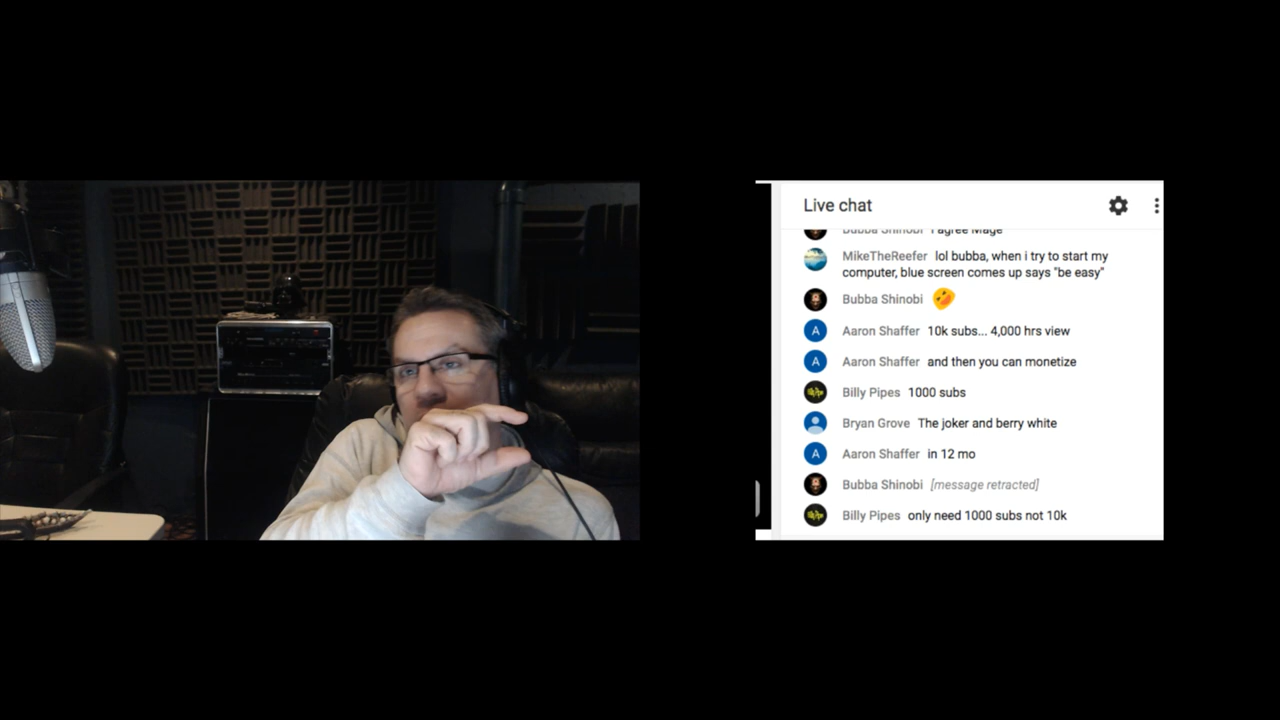 Live chat
Bubba Shinobi I agree Mage
MikeTheReefer lol bubba, when i try to start my
computer, blue screen comes up says "be easy"
Bubba Shinobi
Aaron Shaffer 10k subs... 4,000 hrs view
A
Aaron Shaffer and then you can monetize
A
Billy Pipes 1000 subs
Bryan Grove The joker and berry white
Aaron Shaffer in 12 mo
A
Bubba Shinobi [message retracted]
Billy Pipes only need 1000 subs not 10k